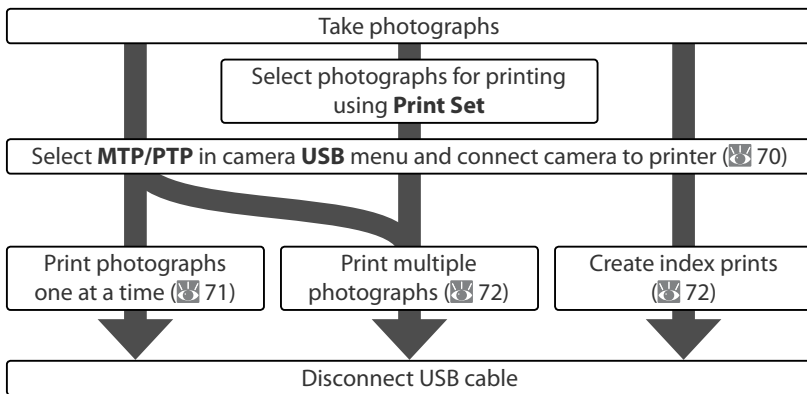 Take photographs
Select photographs for printing
using Print Set
Select MTP/PTP in camera USB menu and connect camera to printer (70)
Print photographs
one at a time (71)
Print multiple
photographs (72)
Create index prints
(72)
Disconnect USB cable